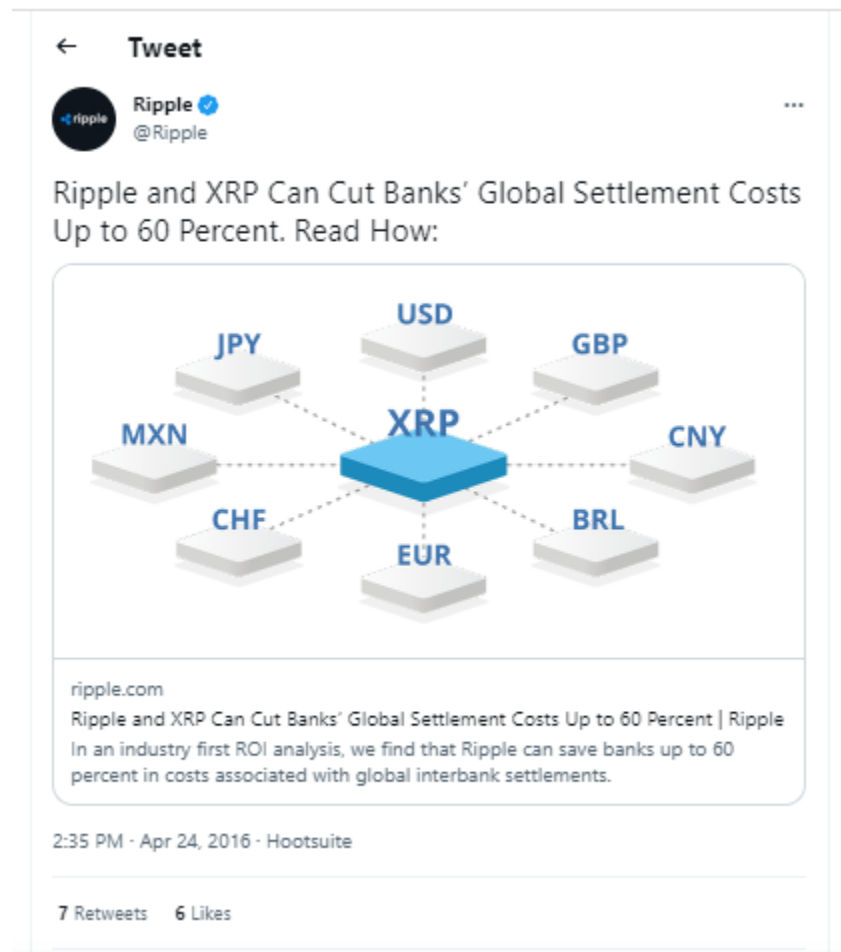 ← Tweet
ripple
Ripple
@Ripple
...
Ripple and XRP Can Cut Banks’ Global Settlement Costs
Up to 60 Percent. Read How:
USD
JPY
GBP
XRP
MXN
CNY
CHF
BRL
EUR
ripple.com
Ripple and XRP Can Cut Banks’ Global Settlement Costs Up to 60 Percent | Ripple
In an industry first ROI analysis, we find that Ripple can save banks up to 60
percent in costs associated with global interbank settlements.
2:35 PM · Apr 24, 2016 · Hootsuite
7 Retweets 6 Likes